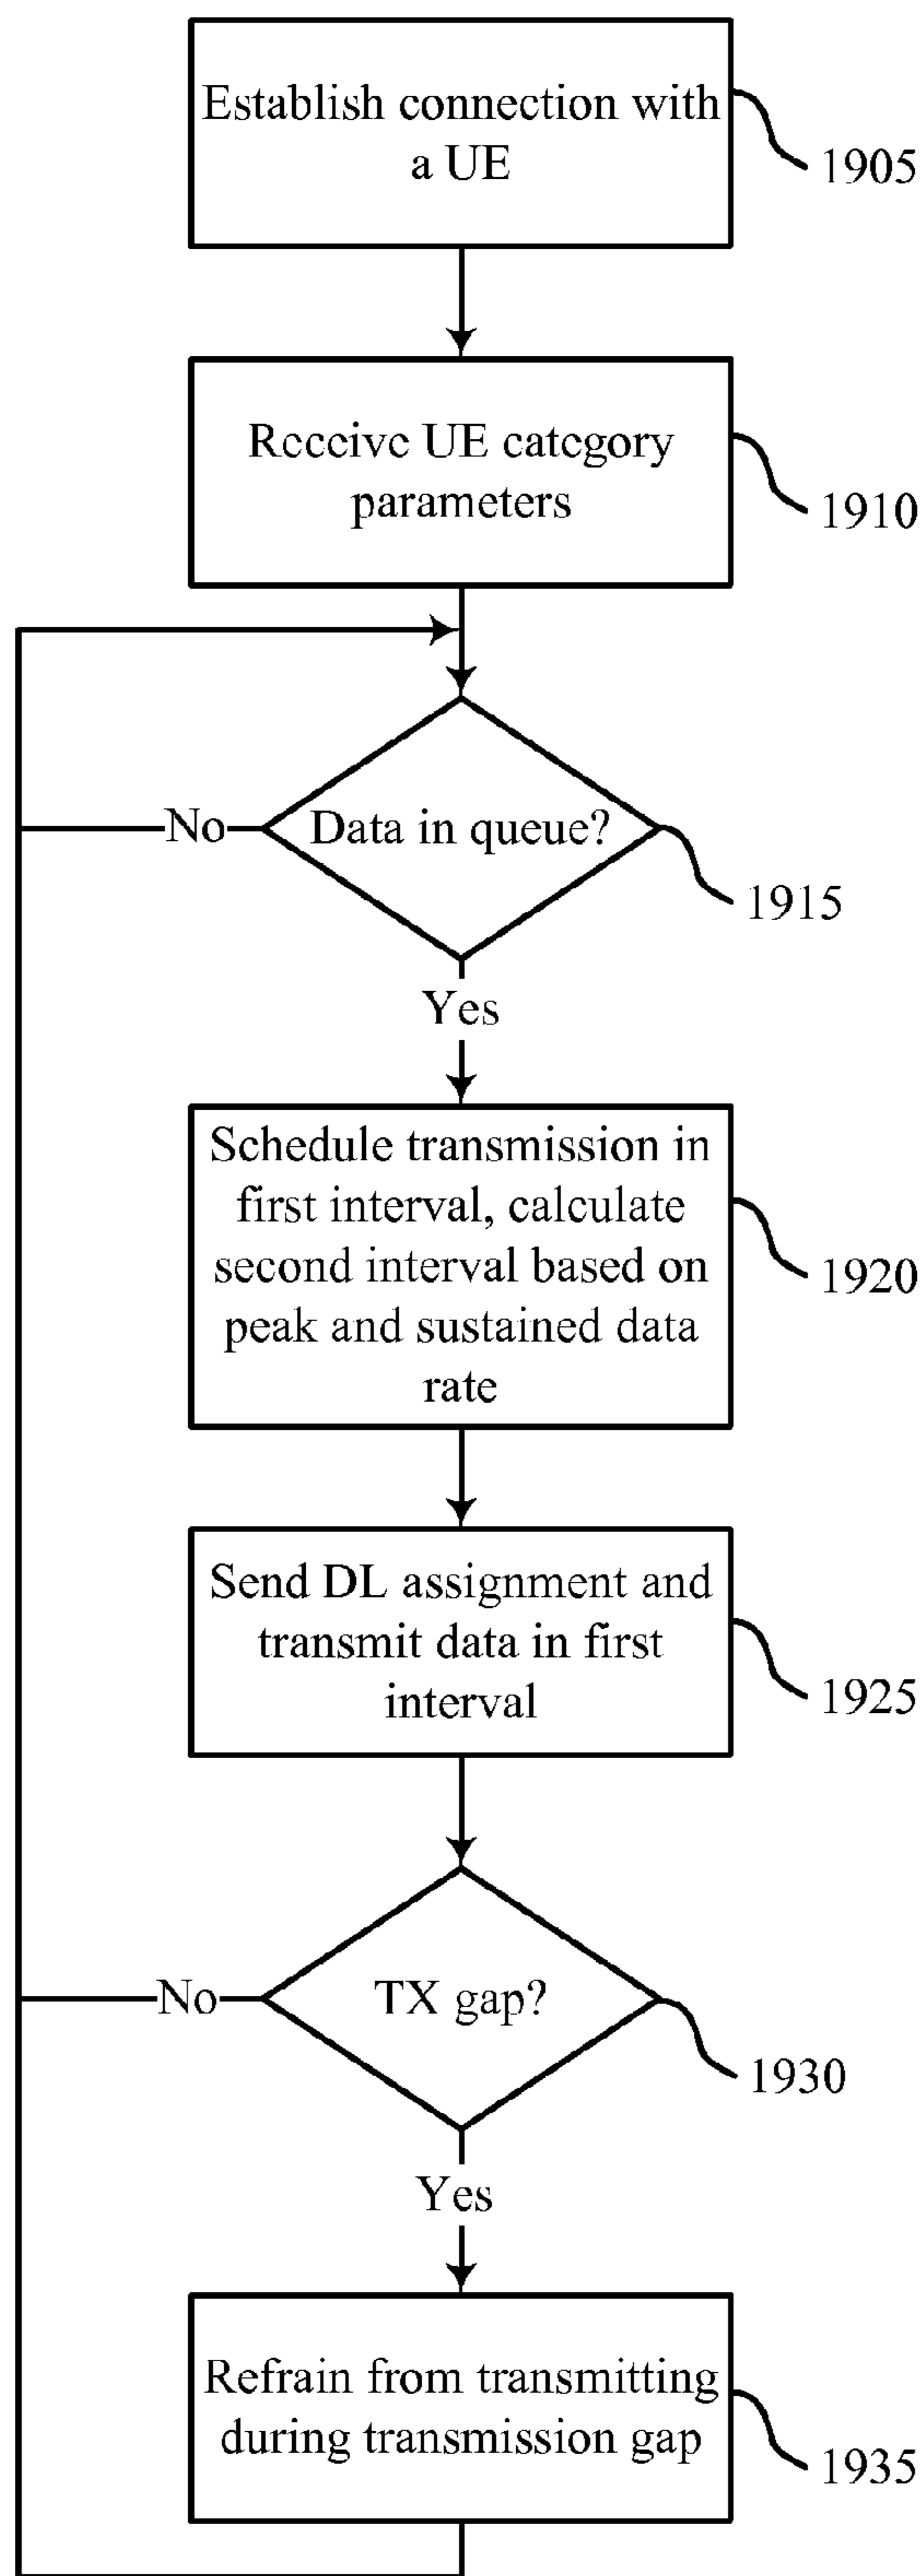 Establish connection with
a UE
1905
Receive UE category
parameters
1910
Data in queue?
No
1915
Yes
Schedule transmission in
first interval, calculate
second interval based on
peak and sustained data
rate
1920
Send DL assignment and
transmit data in first
interval
1925
TX gap?
No
1930
Yes
Refrain from transmitting
during transmission gap
1935